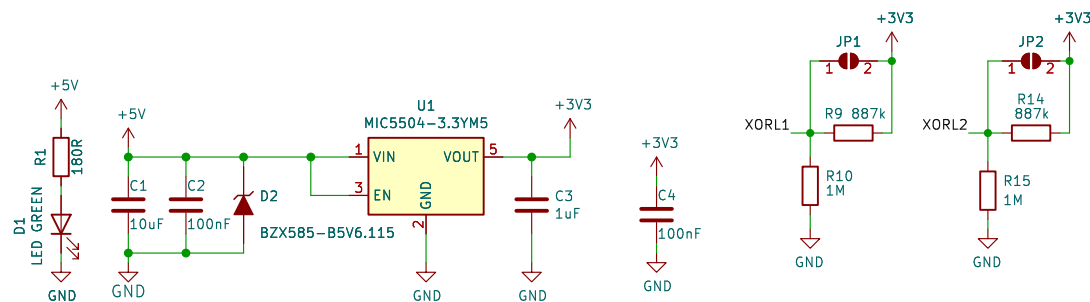 +5V
R1
180R
D1
LED GREEN
GND
+5V
C1
10uF
GND
C2
100nF
D2
BZX585-B5V6.115
U1
MIC5504-3.3YM5
1
VIN
VOUT
5
3
EN
GND
2
GND
+3V3
C3
1uF
GND
+3V3
C4
100nF
GND
+3V3
JP1
1
2
XORL1
R9 887k
R10
1M
GND
+3V3
JP2
1
2
XORL2
R14
887k
R15
1M
GND